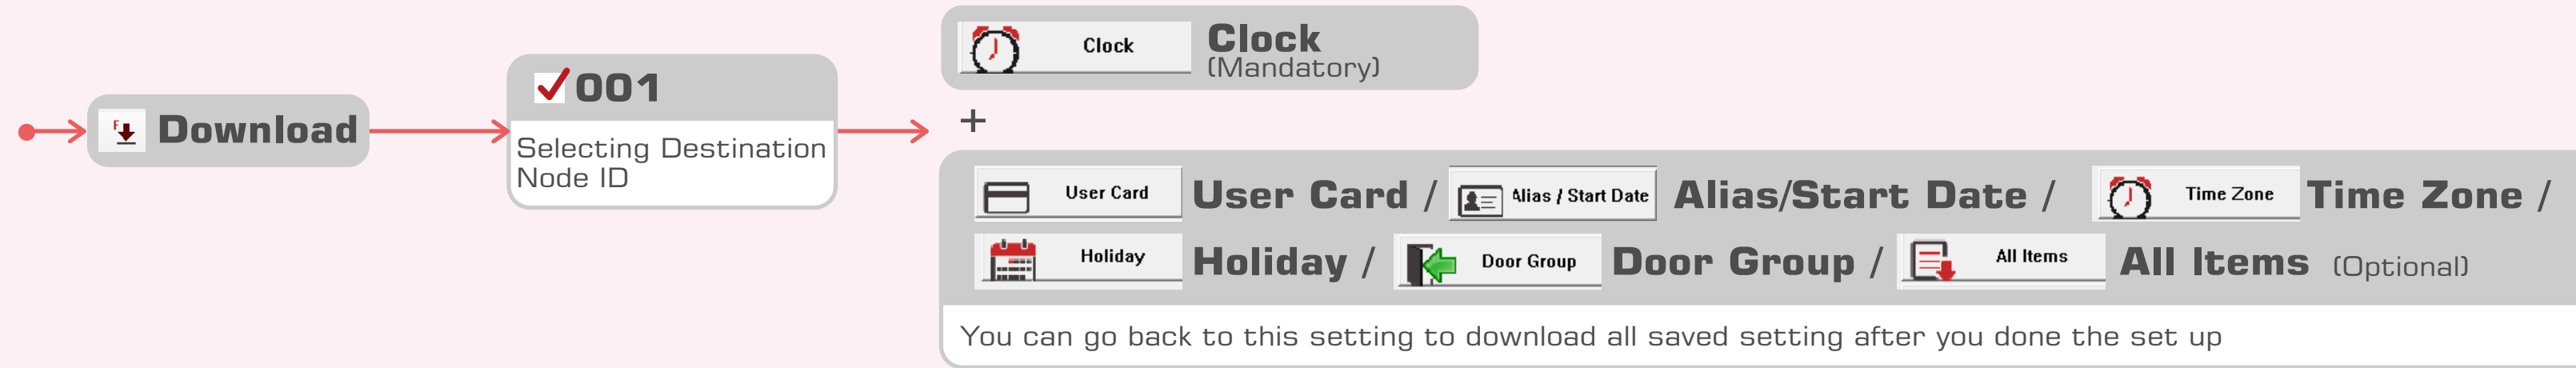 F Download
001
Selecting Destination
Node ID
Clock Clock
(Mandatory)
+
User Card User Card / Alias / Start Date Alias/Start Date / Time Zone Time Zone /
Holiday Holiday / Door Group Door Group / All Items All Items (Optional)
You can go back to this setting to download all saved setting after you done the set up